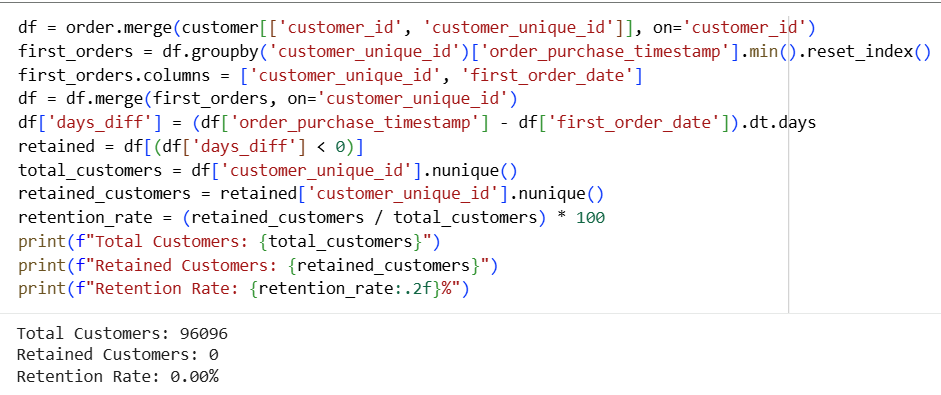 df = order.merge(customer[['customer_id', 'customer_unique_id']], on='customer_id')
first_orders = df.groupby('customer_unique_id')['order_purchase_timestamp'].min().reset_index()
first_orders.columns = ['customer_unique_id', 'first_order_date']
df = df.merge(first_orders, on='customer_unique_id')
df['days_diff'] = (df['order_purchase_timestamp'] - df['first_order_date']).dt.days
retained = df[(df['days_diff'] < 0)]
total_customers = df['customer_unique_id'].nunique()
retained_customers = retained['customer_unique_id'].nunique()
retention_rate = (retained_customers / total_customers) * 100
print(f"Total Customers: {total_customers}")
print(f"Retained Customers: {retained_customers}")
print(f"Retention Rate: {retention_rate:.2f}%")
Total Customers: 96096
Retained Customers: 0
Retention Rate: 0.00%